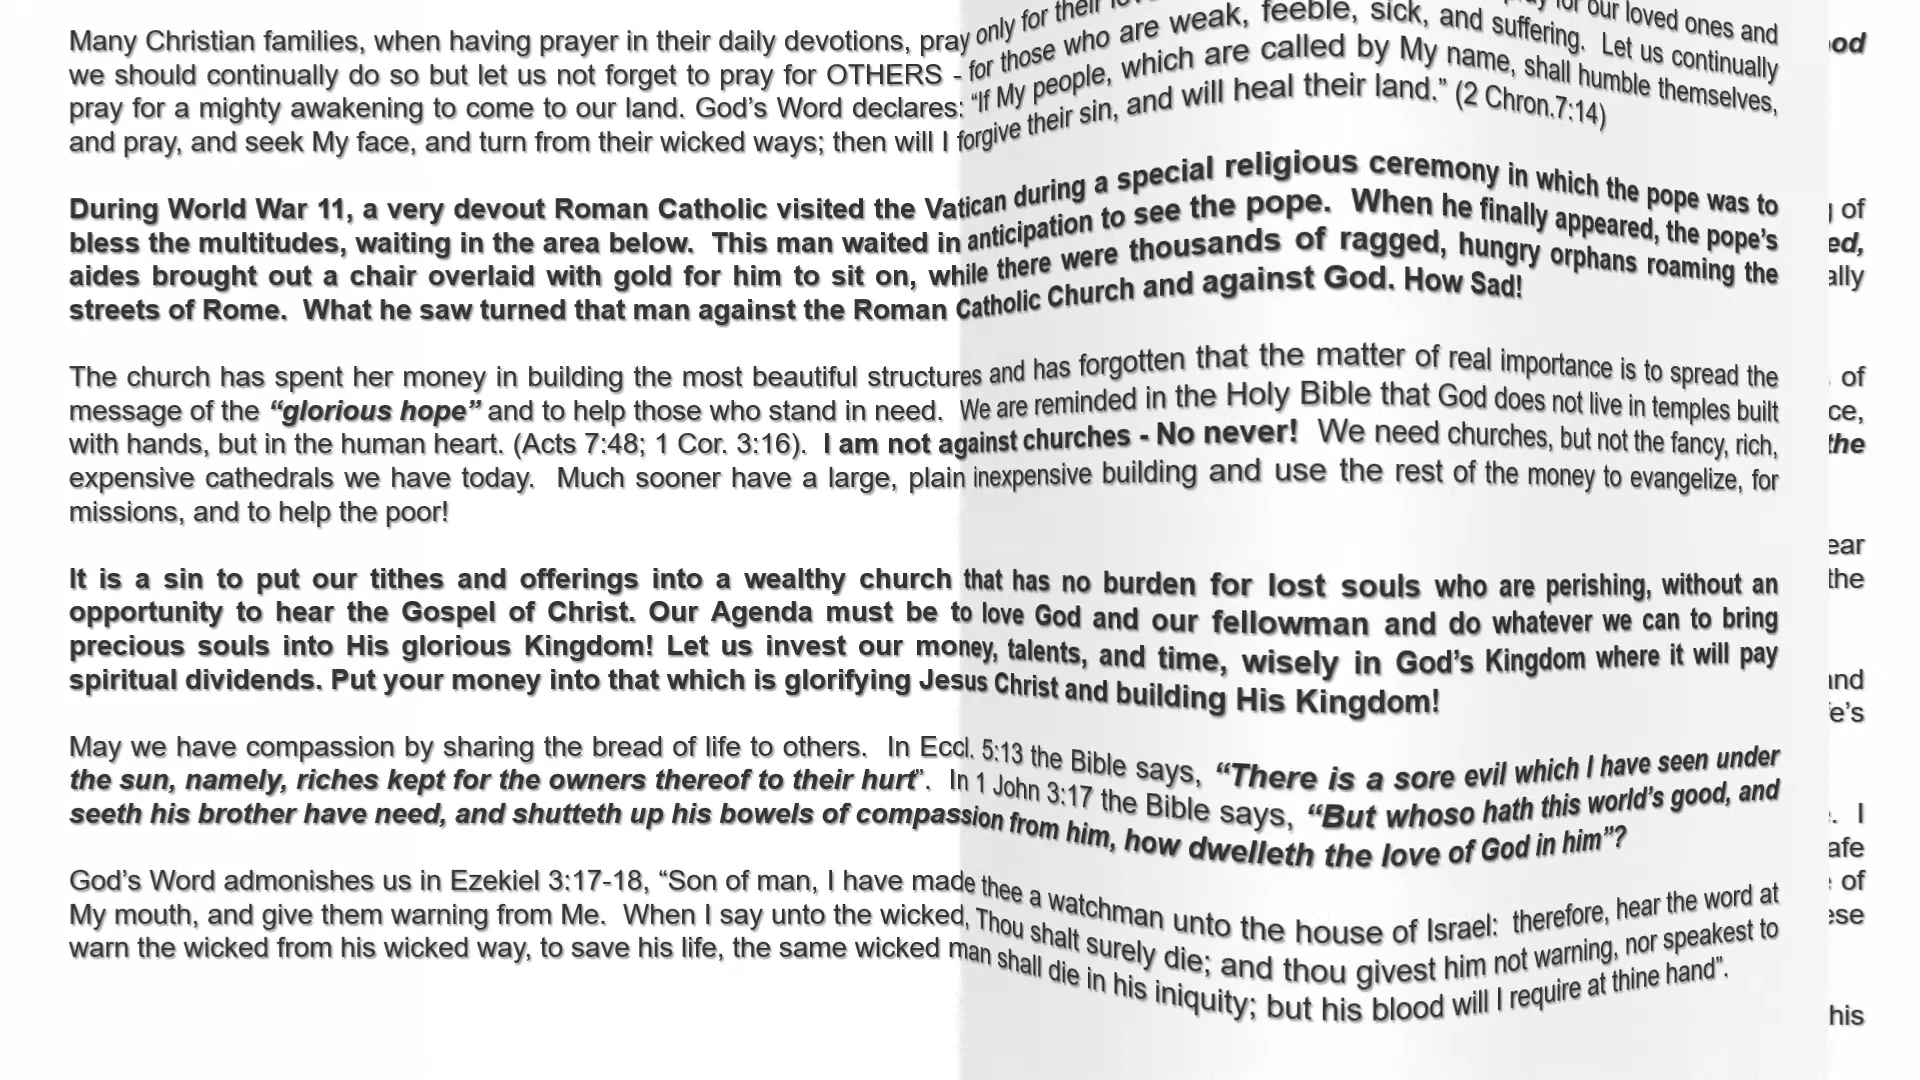 Many Christian families, when having prayer in their daily devotions, pray only for their pray for our loved ones and
we should continually do so but let us not forget to pray for OTHERS - for those who are weak, feeble, sick, and suffering. Let us continually
pray for a mighty awakening to come to our land. God's Word declares: “If My people, which are called by My name, shall humble themselves,
and pray, and seek My face, and turn from their wicked ways; then will I forgive their sin, and will heal their land.” (2 Chron.7:14)
During World War 11, a very devout Roman Catholic visited the Vatican during a special religious ceremony in which the pope was to
bless the multitudes, waiting in the area below. This man waited in anticipation to see the pope. When he finally appeared, the pope's
aides brought out a chair overlaid with gold for him to sit on, while there were thousands of ragged, hungry orphans roaming the
streets of Rome. What he saw turned that man against the Roman Catholic Church and against God. How Sad!
The church has spent her money in building the most beautiful structures and has forgotten that the matter of real importance is to spread the
message of the “glorious hope” and to help those who stand in need. We are reminded in the Holy Bible that God does not live in temples built
with hands, but in the human heart. (Acts 7:48; 1 Cor. 3:16). I am not against churches - No never! We need churches, but not the fancy, rich,
expensive cathedrals we have today. Much sooner have a large, plain inexpensive building and use the rest of the money to evangelize, for
missions, and to help the poor!
It is a sin to put our tithes and offerings into a wealthy church that has no burden for lost souls who are perishing, without an
opportunity to hear the Gospel of Christ. Our Agenda must be to love God and our fellowman and do whatever we can to bring
precious souls into His glorious Kingdom! Let us invest our money, talents, and time, wisely in God's Kingdom where it will pay
spiritual dividends. Put your money into that which is glorifying Jesus Christ and building His Kingdom!
May we have compassion by sharing the bread of life to others. In Eccl. 5:13 the Bible says, “There is a sore evil which I have seen under
the sun, namely, riches kept for the owners thereof to their hurt”. In 1 John 3:17 the Bible says, “But whoso hath this world's good, and
seeth his brother have need, and shutteth up his bowels of compassion from him, how dwelleth the love of God in him”?
God's Word admonishes us in Ezekiel 3:17-18, “Son of man, I have made thee a watchman unto the house of Israel: therefore, hear the word at
My mouth, and give them warning from Me. When I say unto the wicked, Thou shalt surely die; and thou givest him not warning, nor speakest to
warn the wicked from his wicked way, to save his life, the same wicked man shall die in his iniquity; but his blood will I require at thine hand”.
of
of
the
the
I
of
his